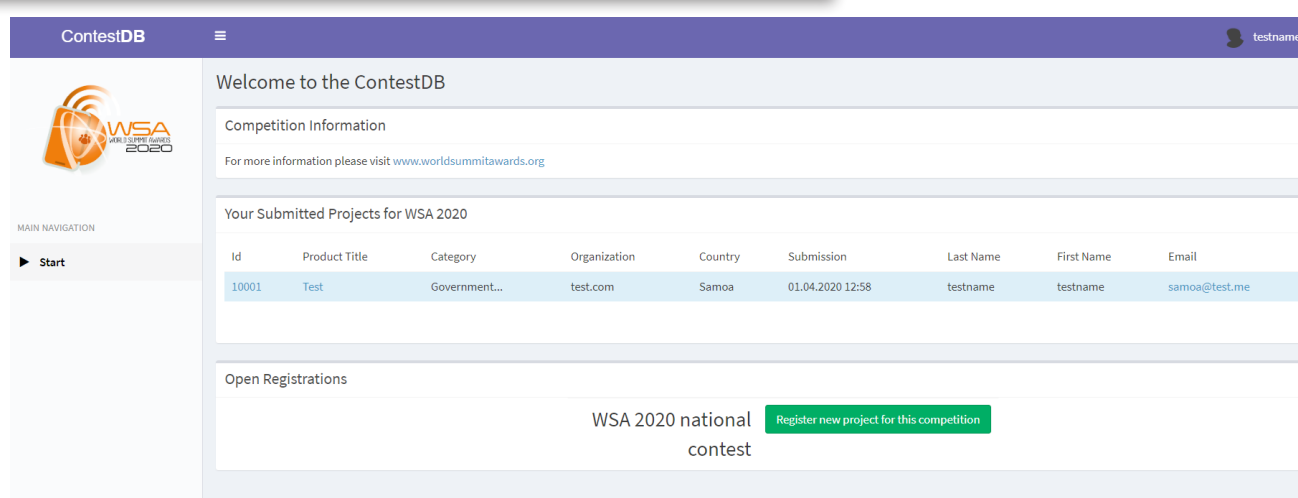 ContestDB
testname
WSA
WORLD SUMMIT AWARDS
2020
MAIN NAVIGATION
Start
Welcome to the ContestDB
Competition Information
For more information please visit www.worldsummitawards.org
Your Submitted Projects for WSA 2020
Id Product Title Category Organization Country Submission Last Name First Name Email
10001 Test Government... test.com Samoa 01.04.2020 12:58 testname testname samoa@test.me
Open Registrations
WSA 2020 national
contest
Register new project for this competition